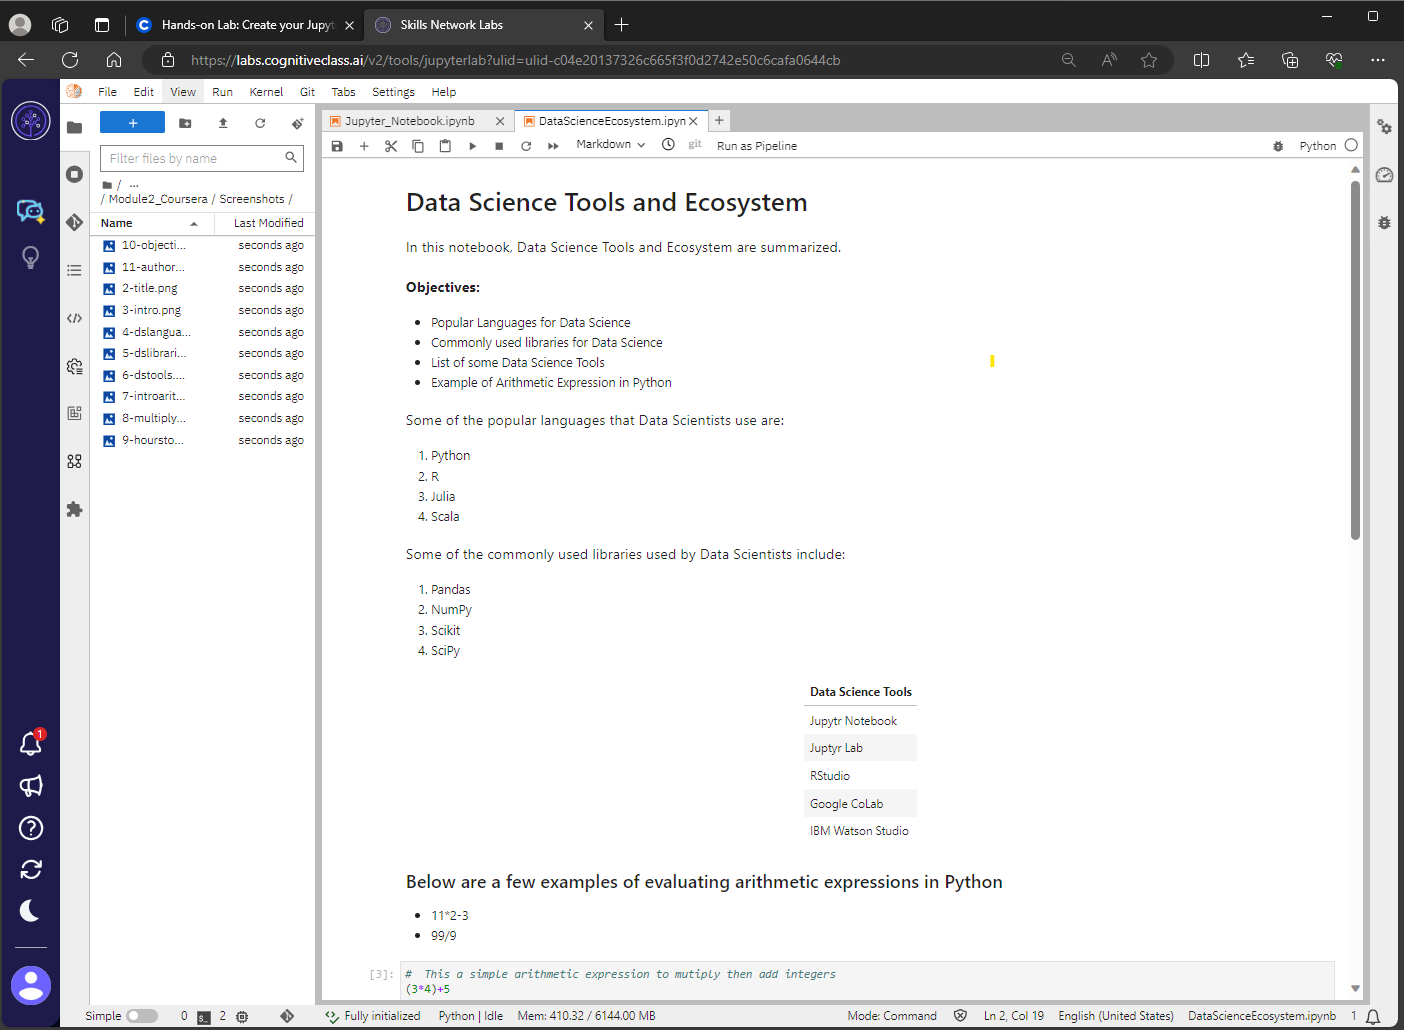 Hands-on Lab: Create your Jupyt
Skills Network Labs
https://labs.cognitiveclass.ai/v2/tools/jupyterlab?ulid=ulid-c04e20137326c665f3f0d2742e50c6cafa0644cb
File Edit View Run Kernel Git Tabs Settings Help
Jupyter_Notebook.ipynb
DataScienceEcosystem.ipyn
Markdown
git
Run as Pipeline
Python
Filter files by name
/ ...
/ Module2_Coursera / Screenshots /
Name Last Modified
10-objecti... seconds ago
11-author... seconds ago
2-title.png seconds ago
3-intro.png seconds ago
4-dslangua... seconds ago
5-dslibrari... seconds ago
6-dstools.... seconds ago
7-introarit... seconds ago
8-multiply... seconds ago
9-hoursto... seconds ago
Data Science Tools and Ecosystem
In this notebook, Data Science Tools and Ecosystem are summarized.
Objectives:
• Popular Languages for Data Science
• Commonly used libraries for Data Science
• List of some Data Science Tools
• Example of Arithmetic Expression in Python
Some of the popular languages that Data Scientists use are:
1. Python
2. R
3. Julia
4. Scala
Some of the commonly used libraries used by Data Scientists include:
1. Pandas
2. NumPy
3. Scikit
4. SciPy
Data Science Tools
Jupytr Notebook
Juptyr Lab
RStudio
Google CoLab
IBM Watson Studio
Below are a few examples of evaluating arithmetic expressions in Python
• 11*2-3
• 99/9
[3]: # This a simple arithmetic expression to mutiply then add integers
(3*4)+5
1
Simple 0 2 Fully initialized Python | Idle Mem: 410.32 / 6144.00 MB Mode: Command Ln 2, Col 19 English (United States) DataScienceEcosystem.ipynb 1